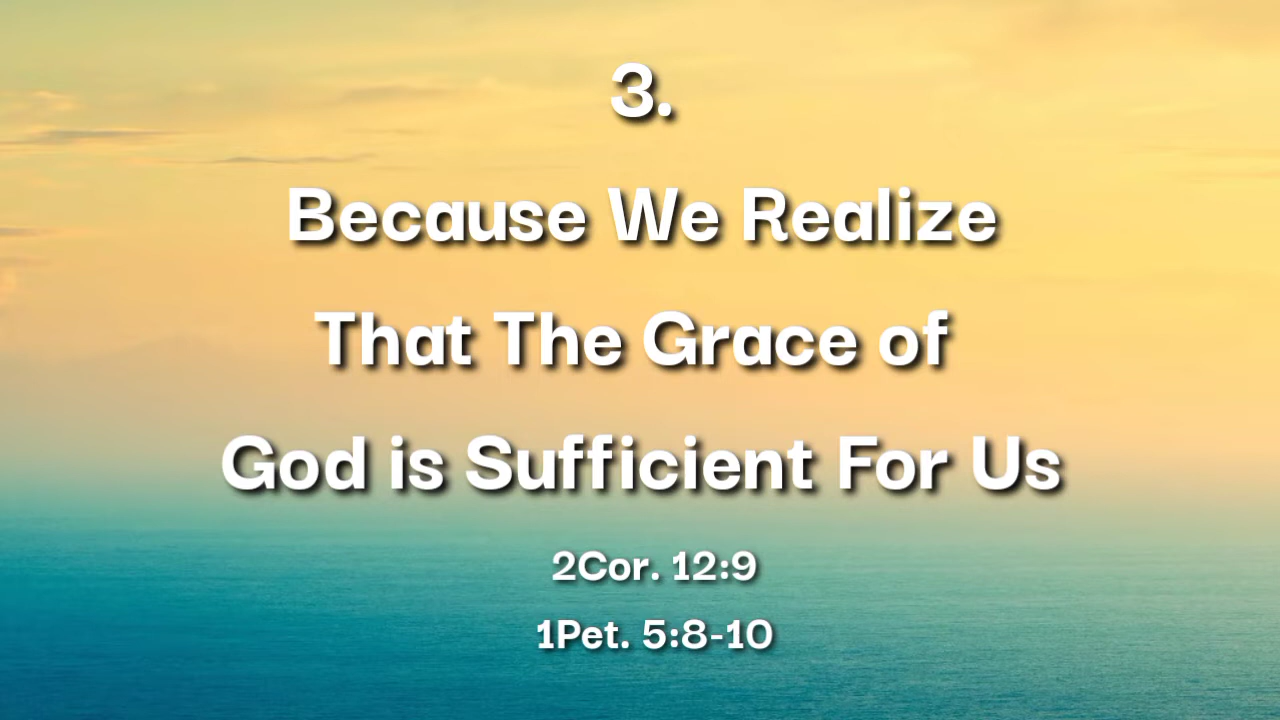 3.
Because We Realize
That The Grace of
God is Sufficient For Us
2Cor. 12:9
1Pet. 5:8-10